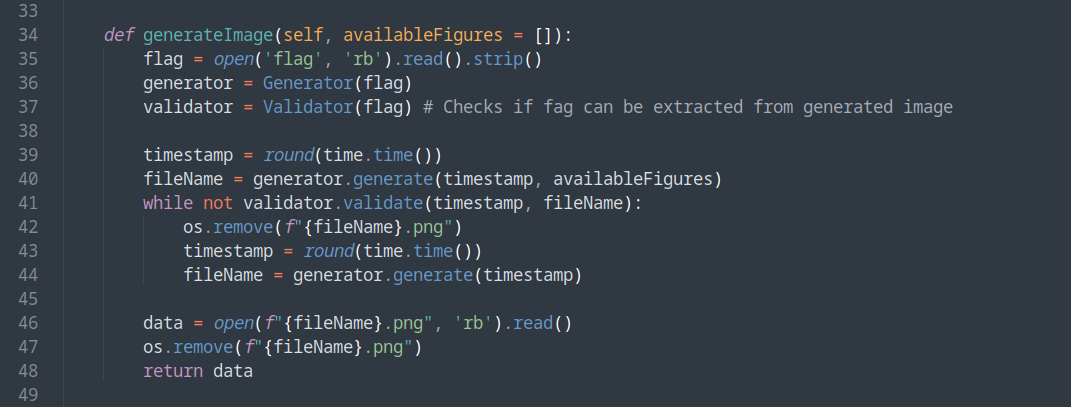 33
34 def generateImage(self, availableFigures = []):
35 flag = open('flag', 'rb').read().strip()
36 generator = Generator(flag)
37 validator = Validator(flag) # Checks if fag can be extracted from generated image
38
39 timestamp = round(time.time())
40 fileName = generator.generate(timestamp, availableFigures)
41 while not validator.validate(timestamp, fileName):
42 os.remove(f"{fileName}.png")
43 timestamp = round(time.time())
44 fileName = generator.generate(timestamp)
45
46 data = open(f"{fileName}.png", 'rb').read()
47 os.remove(f"{fileName}.png")
48 return data
49